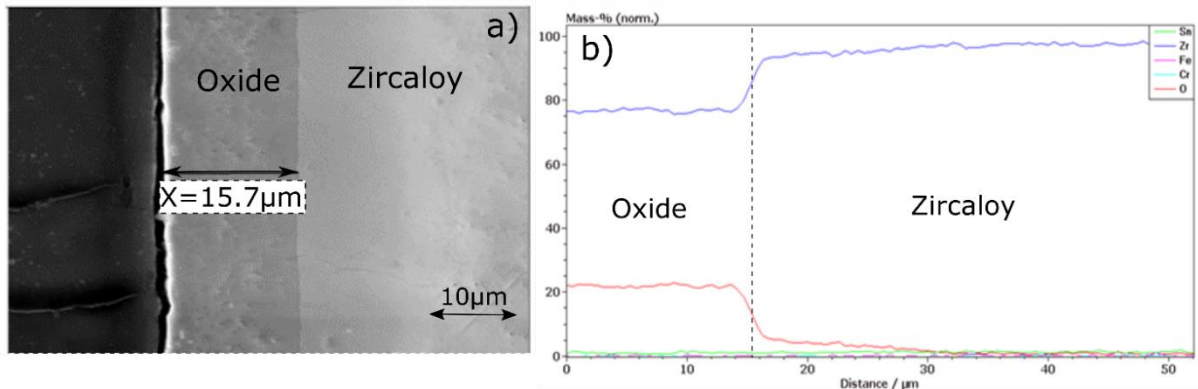 a)
Oxide
Zircaloy
X=15.7µm
10µm
Mass-% (norm.)
b)
Sn
Zr
Fe
Cr
O
100
80
60
40
20
0
Oxide
Zircaloy
0 10 20 30 40 50
Distance / µm